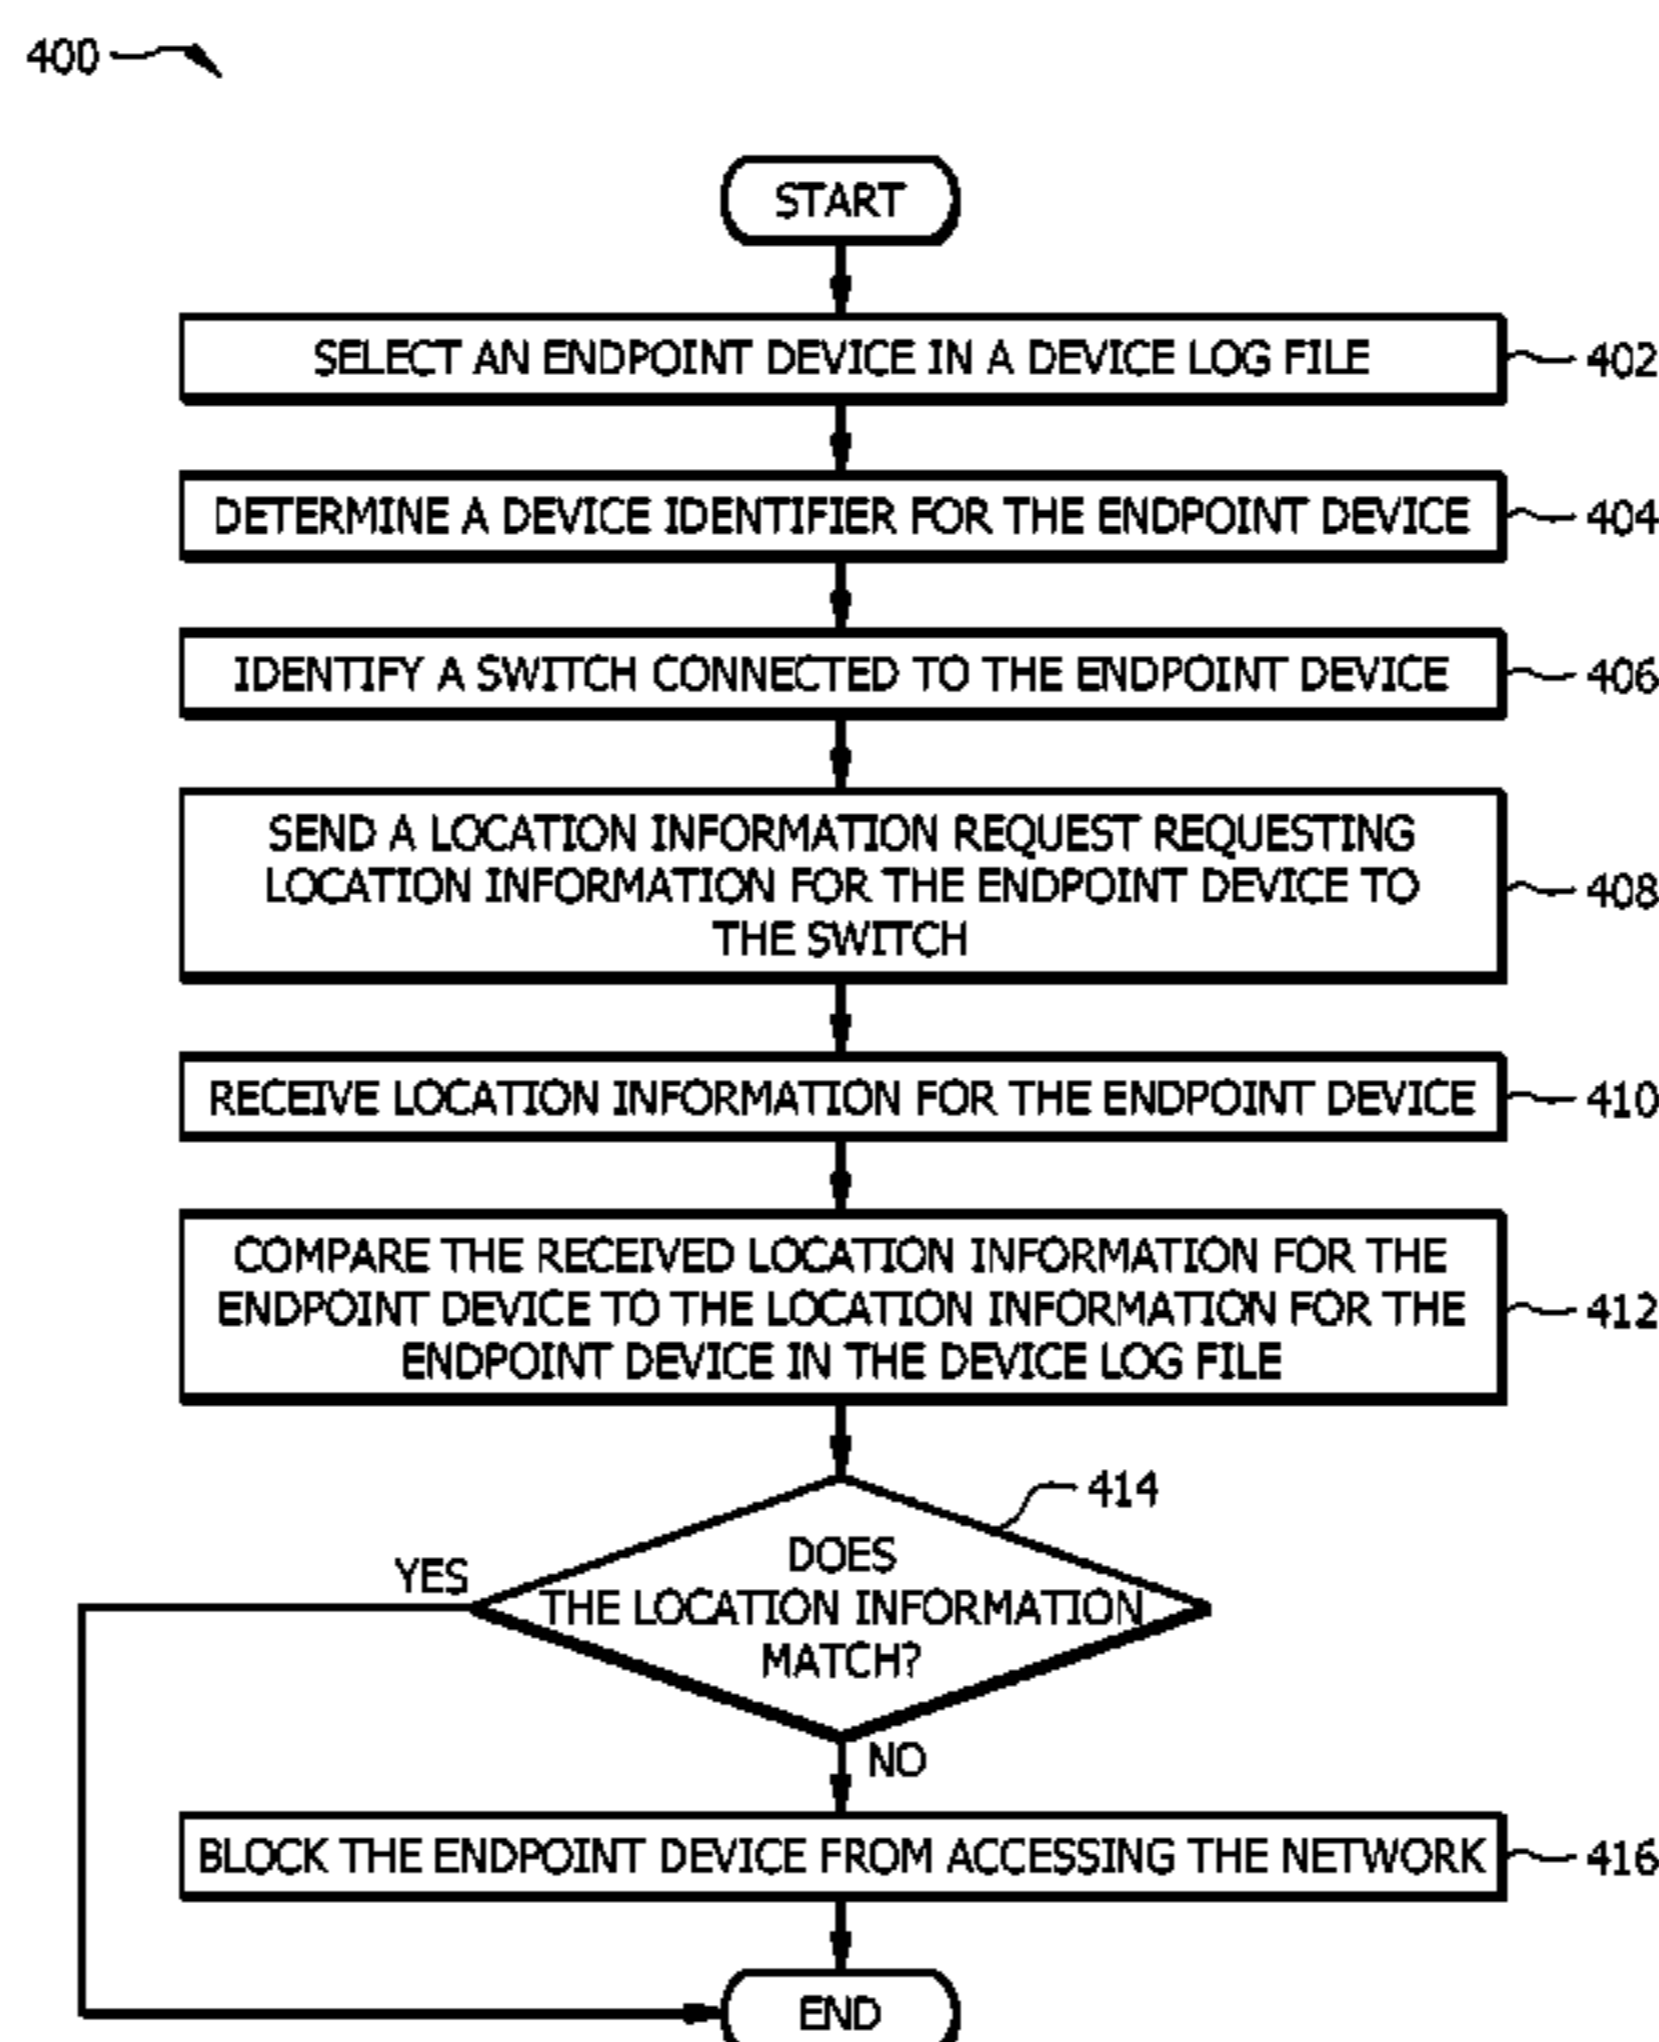 400
START
SELECT AN ENDPOINT DEVICE IN A DEVICE LOG FILE
402
DETERMINE A DEVICE IDENTIFIER FOR THE ENDPOINT DEVICE
404
IDENTIFY A SWITCH CONNECTED TO THE ENDPOINT DEVICE
406
SEND A LOCATION INFORMATION REQUEST REQUESTING
LOCATION INFORMATION FOR THE ENDPOINT DEVICE TO
THE SWITCH
408
RECEIVE LOCATION INFORMATION FOR THE ENDPOINT DEVICE
410
COMPARE THE RECEIVED LOCATION INFORMATION FOR THE
ENDPOINT DEVICE TO THE LOCATION INFORMATION FOR THE
ENDPOINT DEVICE IN THE DEVICE LOG FILE
412
414
DOES
THE LOCATION INFORMATION
MATCH?
YES
NO
BLOCK THE ENDPOINT DEVICE FROM ACCESSING THE NETWORK
416
END